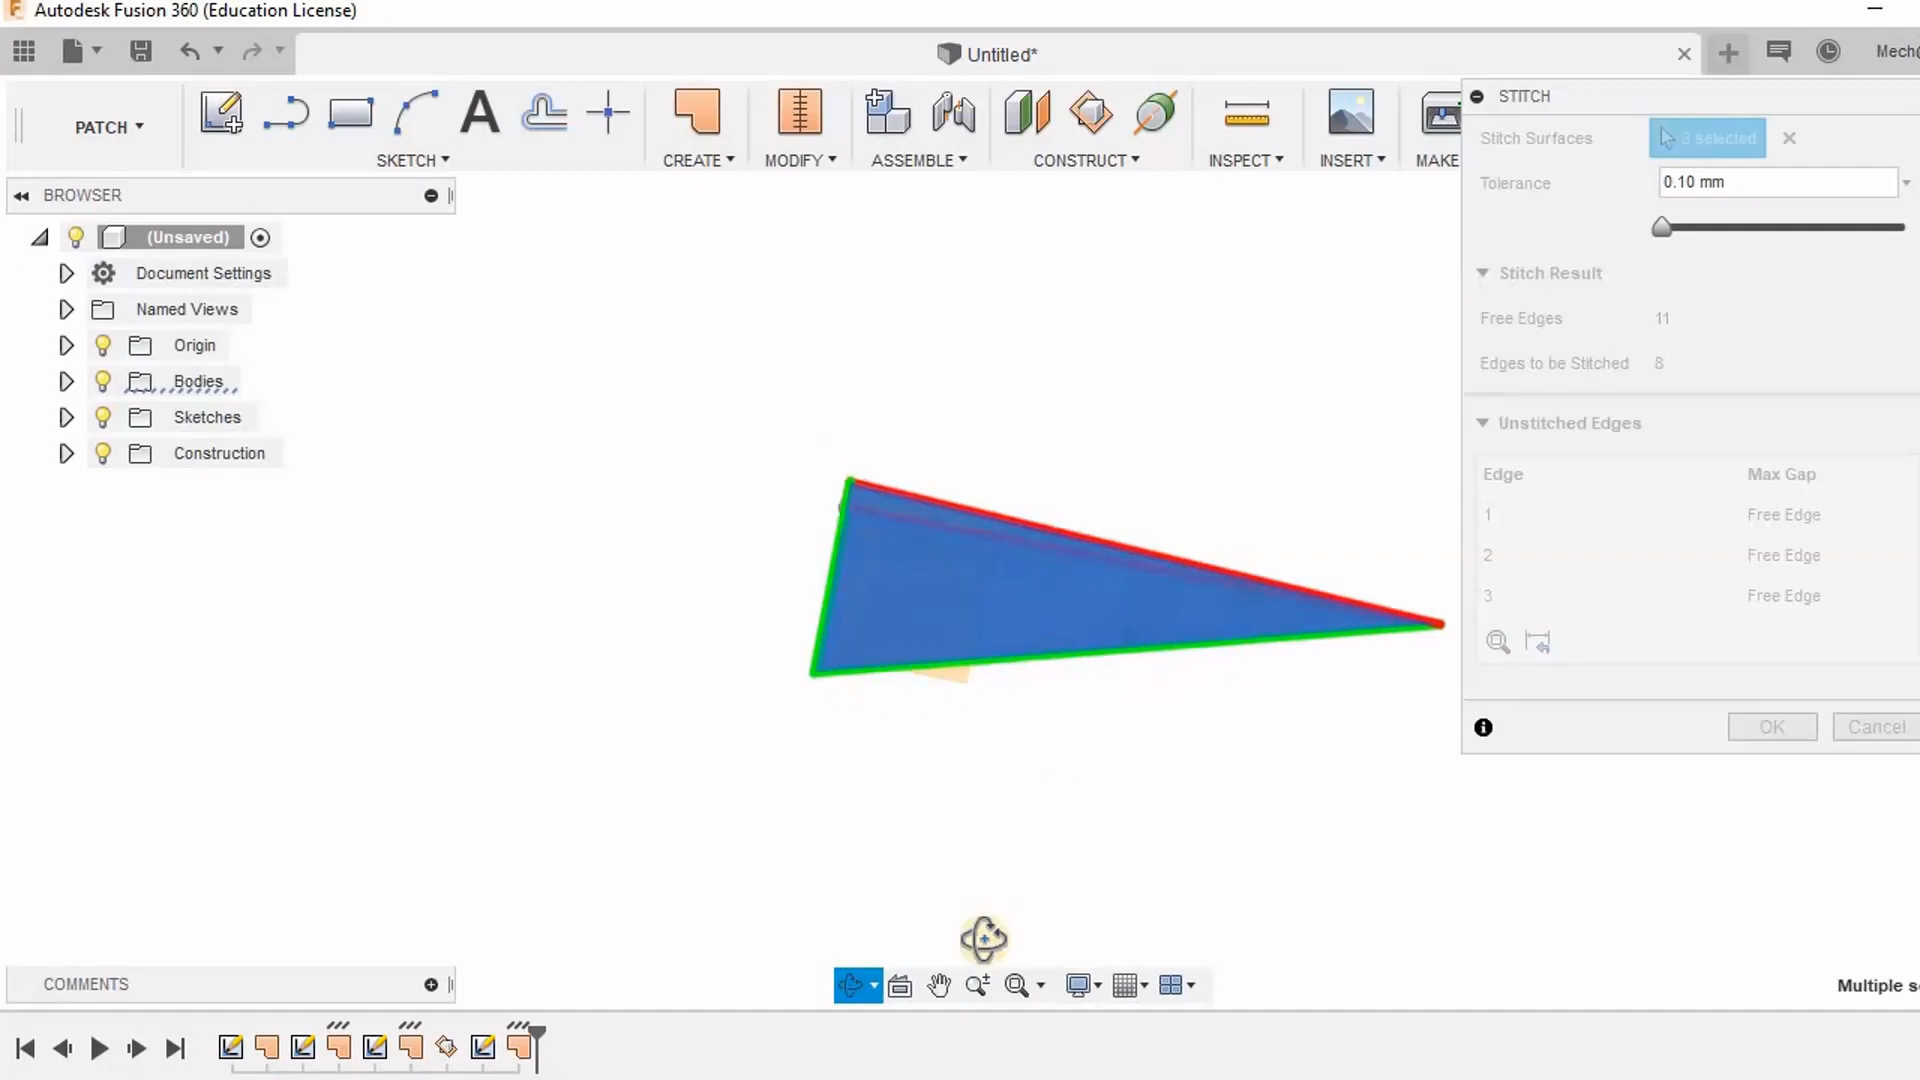 Autodesk Fusion 360 (Education License)
Untitled*
Mech
PATCH
SKETCH
CREATE
MODIFY
ASSEMBLE
CONSTRUCT
INSPECT
INSERT
MAKE
BROWSER
(Unsaved)
Document Settings
Named Views
Origin
Bodies
Sketches
Construction
STITCH
Stitch Surfaces 3 selected
Tolerance 0.10 mm
Stitch Result
Free Edges 11
Edges to be Stitched 8
Unstitched Edges
Edge Max Gap
1 Free Edge
2 Free Edge
3 Free Edge
OK Cancel
COMMENTS
Multiple s